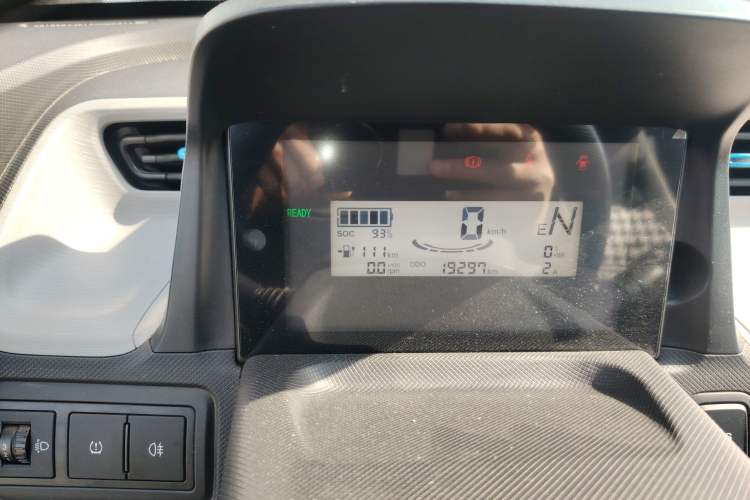 READY
SOC 93%
0 km/h
E N
111 km
0.0 rpm
ODO 19297 km
0
2 A